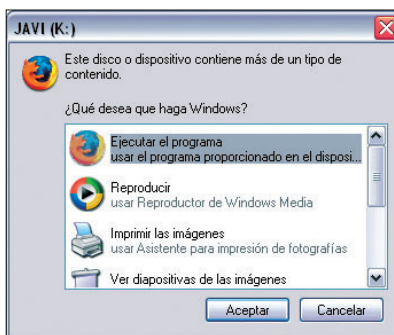 JAVI (K:)
Este disco o dispositivo contiene más de un tipo de
contenido.
¿Qué desea que haga Windows?
Ejecutar el programa
usar el programa proporcionado en el disposi...
Reproducir
usar Reproductor de Windows Media
Imprimir las imágenes
usar Asistente para impresión de fotografías
Ver diapositivas de las imágenes
Aceptar Cancelar